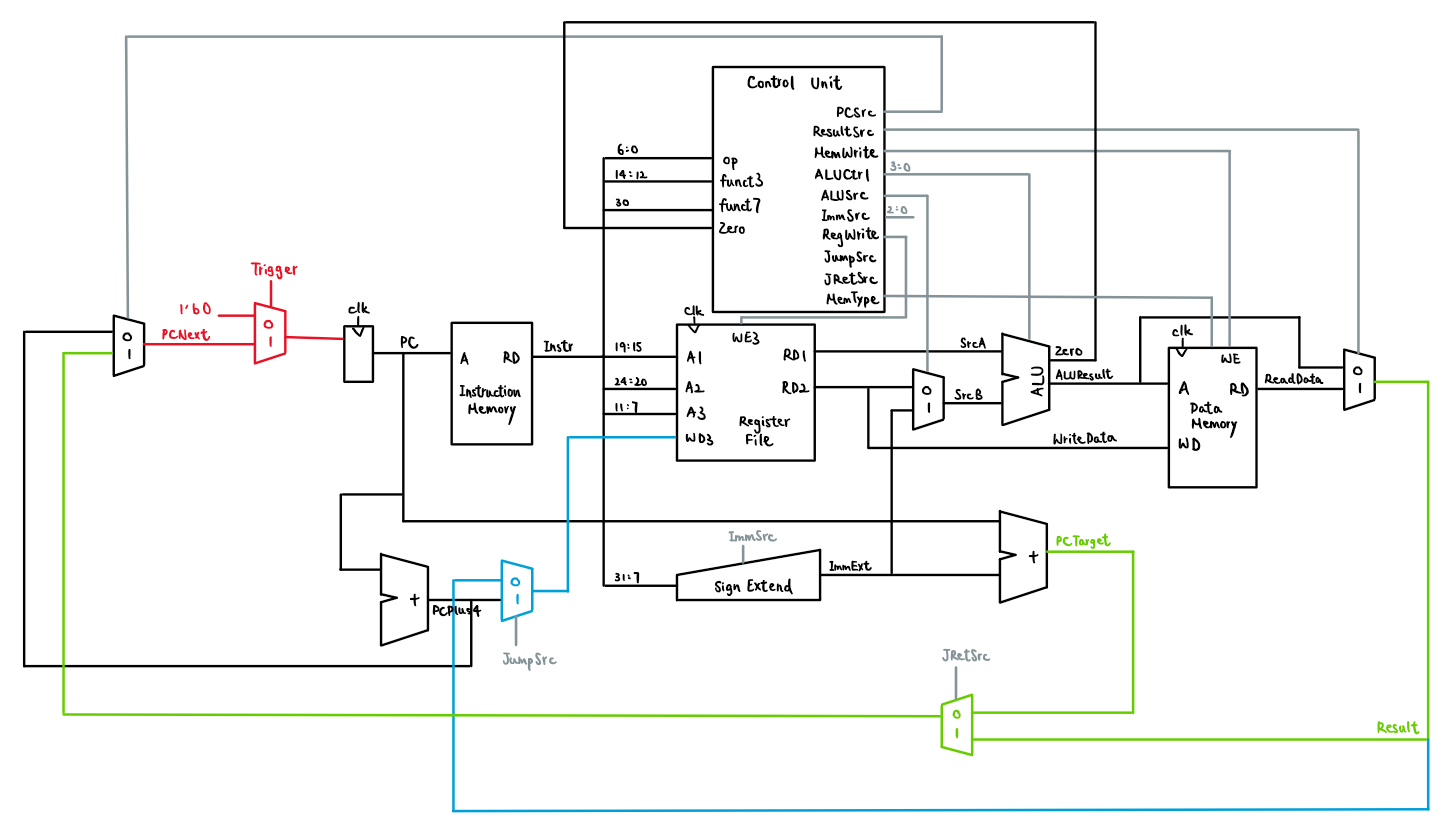 Control Unit
PCSrc
ResultSrc
MemWrite
ALUCtrl
3:0
ALUSrc
ImmSrc
2:0
RegWrite
JumpSrc
JRetSrc
MemType
6:0
op
14:12
funct3
30
funct7
Zero
Trigger
1'b0
PCNext
0
1
0
1
clk
PC
A
RD
Instruction
Memory
Instr
19:15
24:20
11:7
clk
WE3
A1
A2
A3
WD3
RD1
RD2
Register
File
SrcA
0
1
SrcB
ALU
Zero
ALUResult
WriteData
clk
WE
A
RD
Data
Memory
WD
ReadData
0
1
+
PCPlus4
0
1
JumpSrc
31:7
ImmSrc
Sign Extend
ImmExt
+
PCTarget
JRetSrc
0
1
Result